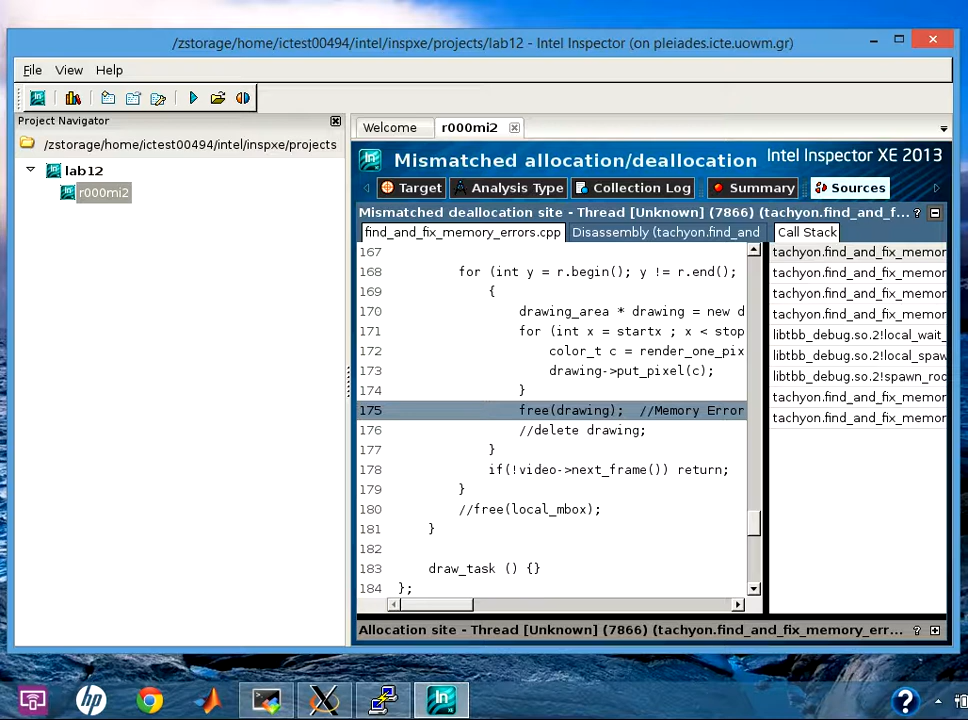 /zstorage/home/ictest00494/intel/inspxe/projects/lab12 - Intel Inspector (on pleiades.icte.uowm.gr)
File View Help
Project Navigator
/zstorage/home/ictest00494/intel/inspxe/projects
lab12
r000mi2
Welcome r000mi2
Mismatched allocation/deallocation Intel Inspector XE 2013
Target Analysis Type Collection Log Summary Sources
Mismatched deallocation site - Thread [Unknown] (7866) (tachyon.find_and_f... ?
find_and_fix_memory_errors.cpp Disassembly (tachyon.find_and Call Stack
167
168 for (int y = r.begin(); y != r.end();
169 {
170 drawing_area * drawing = new d
171 for (int x = startx ; x < stop
172 color_t c = render_one_pix
173 drawing->put_pixel(c);
174 }
175 free(drawing); //Memory Error
176 //delete drawing;
177 }
178 if(!video->next_frame()) return;
179 }
180 //free(local_mbox);
181 }
182
183 draw_task () {}
184 };
tachyon.find_and_fix_memor
tachyon.find_and_fix_memor
tachyon.find_and_fix_memor
tachyon.find_and_fix_memor
libtbb_debug.so.2!local_wait_
libtbb_debug.so.2!local_spaw
libtbb_debug.so.2!spawn_roo
tachyon.find_and_fix_memor
tachyon.find_and_fix_memor
Allocation site - Thread [Unknown] (7866) (tachyon.find_and_fix_memory_err... ?
hp
In
?